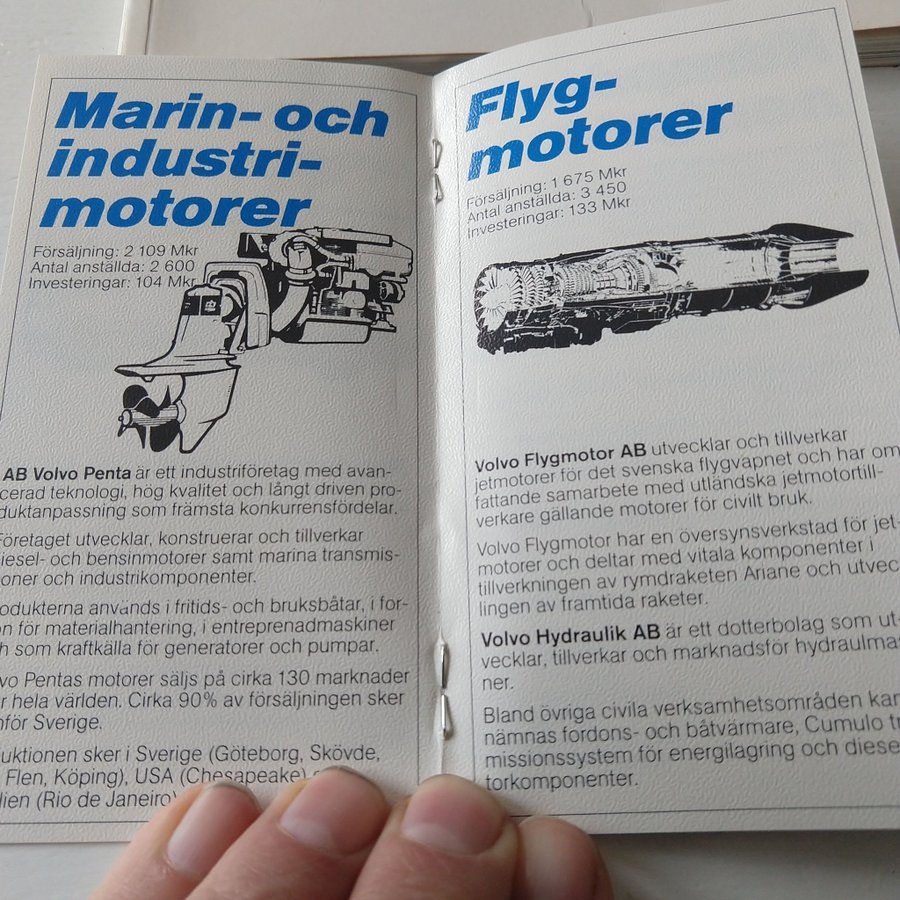 Marin- och
industri-
motorer
Försäljning: 2 109 Mkr
Antal anställda: 2 600
Investeringar: 104 Mkr
AB Volvo Penta är ett industriföretag med avan-
cerad teknologi, hög kvalitet och långt driven pro-
duktanpassning som främsta konkurrensfördelar.
Företaget utvecklar, konstruerar och tillverkar
diesel- och bensinmotorer samt marina transmis-
oner och industrikomponenter.
odukterna används i fritids- och bruksbåtar, i for-
on för materialhantering, i entreprenadmaskiner
h som kraftkälla för generatorer och pumpar.
vo Pentas motorer säljs på cirka 130 marknader
r hela världen. Cirka 90% av försäljningen sker
nför Sverige.
uktionen sker i Sverige (Göteborg, Skövde,
Flen, Köping), USA (Chesapeake)
lien (Rio de Janeiro)
Flyg-
motorer
Försäljning: 1 675 Mkr
Antal anställda: 3 450
Investeringar: 133 Mkr
Volvo Flygmotor AB utvecklar och tillverkar
jetmotorer för det svenska flygvapnet och har om
fattande samarbete med utländska jetmotortill-
verkare gällande motorer för civilt bruk.
Volvo Flygmotor har en översynsverkstad för jet-
motorer och deltar med vitala komponenter i
tillverkningen av rymdraketen Ariane och utvec
lingen av framtida raketer.
Volvo Hydraulik AB är ett dotterbolag som ut-
vecklar, tillverkar och marknadsför hydraulmas
ner.
Bland övriga civila verksamhetsområden kan
nämnas fordons- och båtvärmare, Cumulo tr
missionssystem för energilagring och diese
torkomponenter.